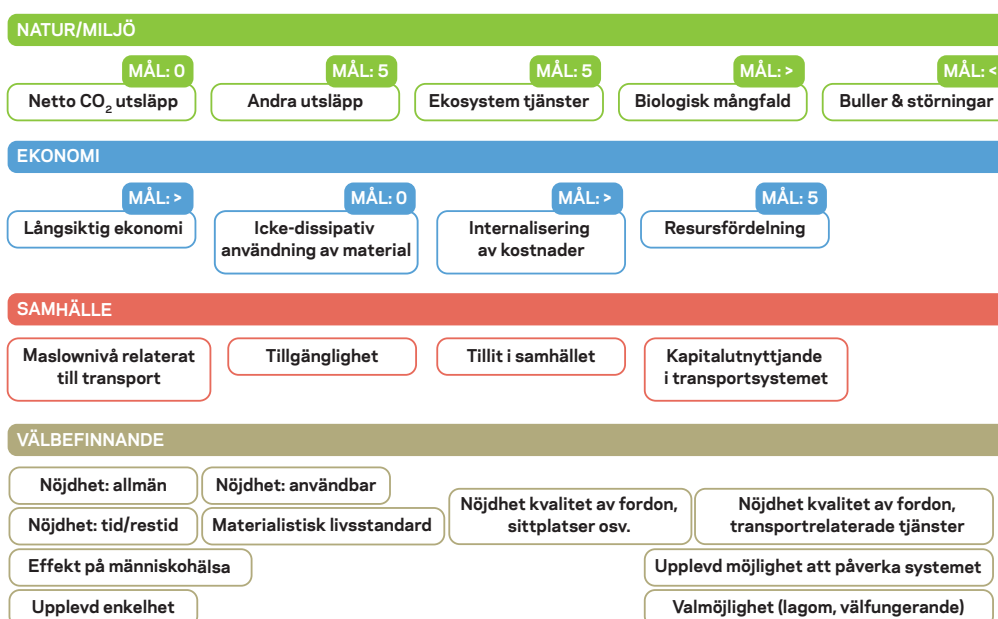 NATUR/MILJÖ
MÅL: 0
Netto CO₂ utsläpp
MÅL: 5
Andra utsläpp
MÅL: 5
Ekosystem tjänster
MÅL: >
Biologisk mångfald
MÅL: <
Buller & störningar
EKONOMI
MÅL: >
Långsiktig ekonomi
MÅL: 0
Icke-dissipativ
användning av material
MÅL: >
Internalisering
av kostnader
MÅL: 5
Resursfördelning
SAMHÄLLE
Maslownivå relaterat
till transport
Tillgänglighet
Tillit i samhället
Kapitalutnyttjande
i transportsystemet
VÄLBEFINNANDE
Nöjdhet: allmän
Nöjdhet: användbar
Nöjdhet: tid/restid
Materialistisk livsstandard
Nöjdhet kvalitet av fordon,
sittplatser osv.
Nöjdhet kvalitet av fordon,
transportrelaterade tjänster
Effekt på människohälsa
Upplevd möjlighet att påverka systemet
Upplevd enkelhet
Valmöjlighet (lagom, välfungerande)